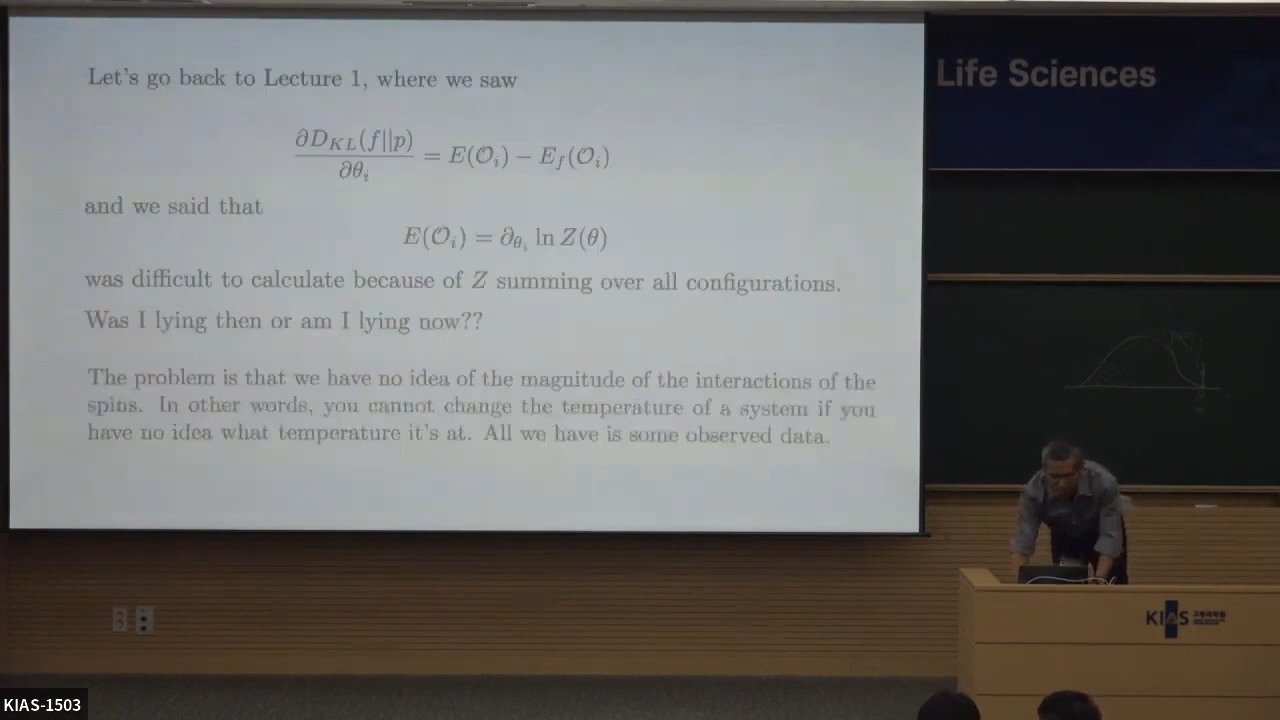 Let's go back to Lecture 1, where we saw
∂D_{KL}(f||p) / ∂θ_i = E(𝒪_i) − E_f(𝒪_i)
and we said that
E(𝒪_i) = ∂_{θ_i} ln Z(θ)
was difficult to calculate because of Z summing over all configurations.
Was I lying then or am I lying now??
The problem is that we have no idea of the magnitude of the interactions of the
spins. In other words, you cannot change the temperature of a system if you
have no idea what temperature it's at. All we have is some observed data.
Life Sciences
KIAS
KIAS-1503